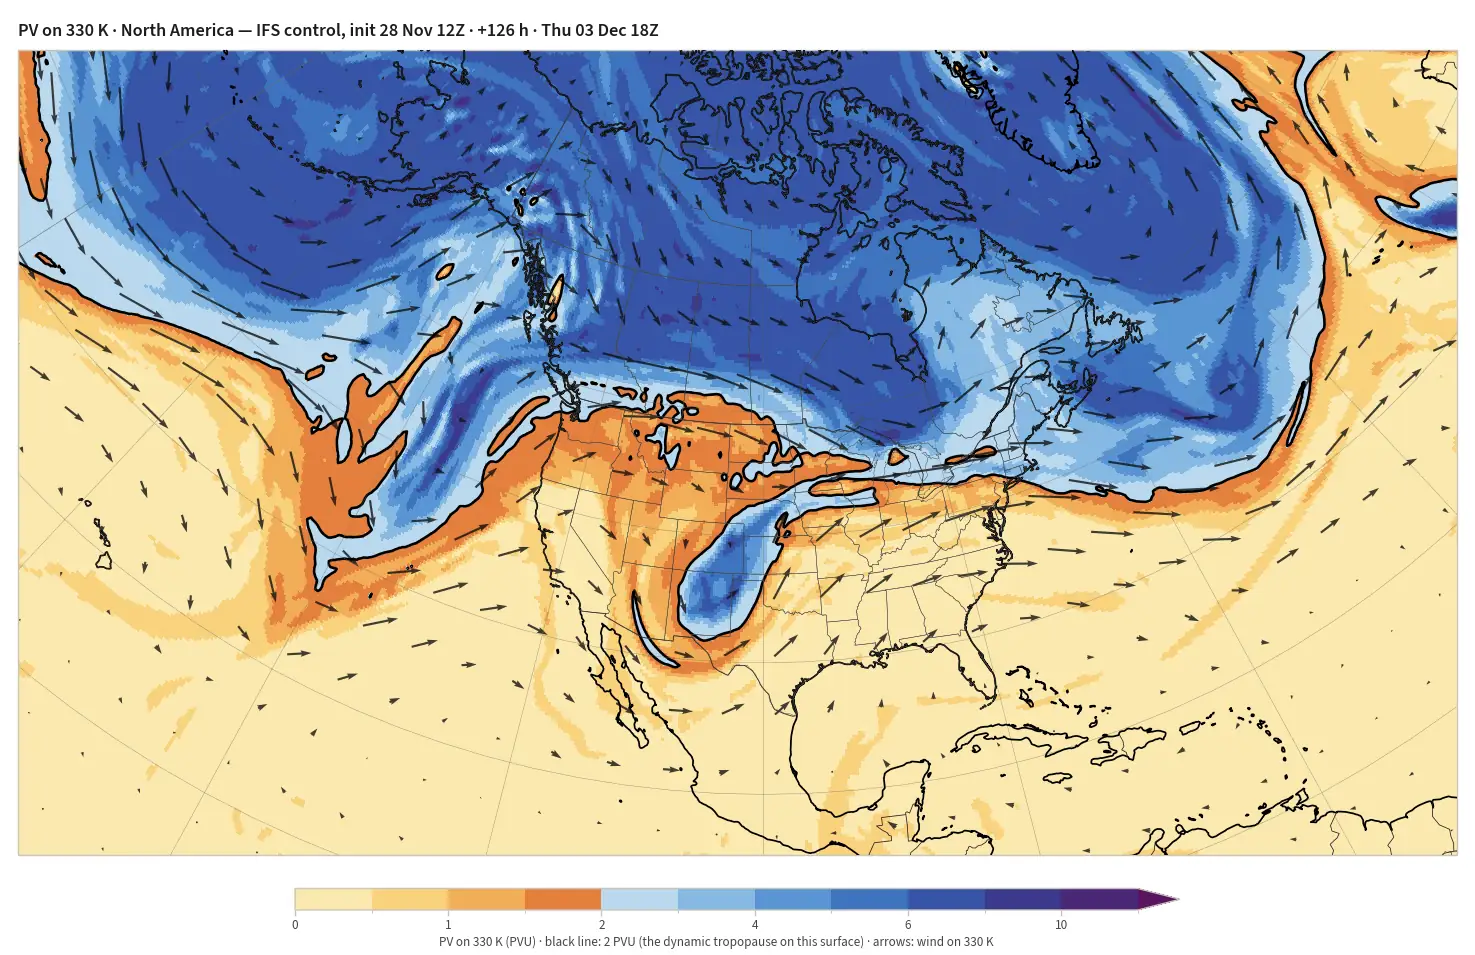 PV on 330 K · North America — IFS control, init 28 Nov 12Z · +126 h · Thu 03 Dec 18Z
0 1 2 4 6 10
PV on 330 K (PVU) · black line: 2 PVU (the dynamic tropopause on this surface) · arrows: wind on 330 K